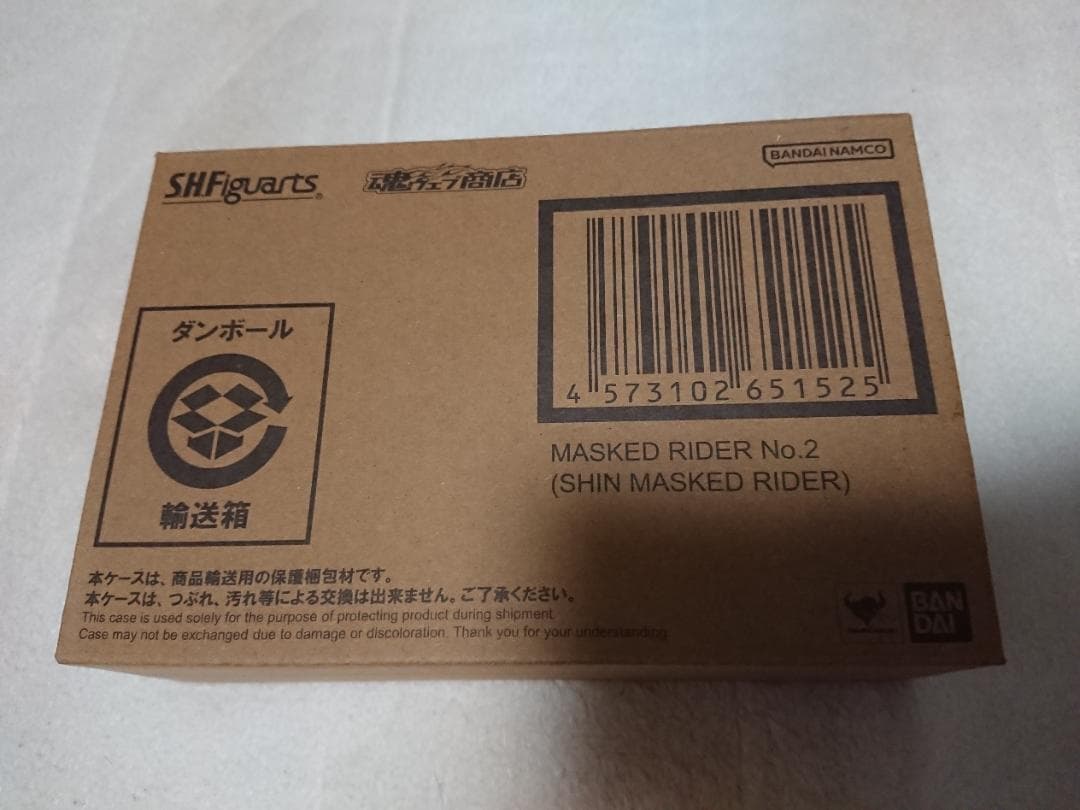 S.H.Figuarts
魂ウェブ商店
BANDAI NAMCO
4 573102 651525
MASKED RIDER No.2
(SHIN MASKED RIDER)
ダンボール
輸送箱
本ケースは、商品輸送用の保護梱包材です。
本ケースは、つぶれ、汚れ等による交換は出来ません。ご了承ください。
This case is used solely for the purpose of protecting product during shipment.
Case may not be exchanged due to damage or discoloration. Thank you for your understanding.
BAN
DAI